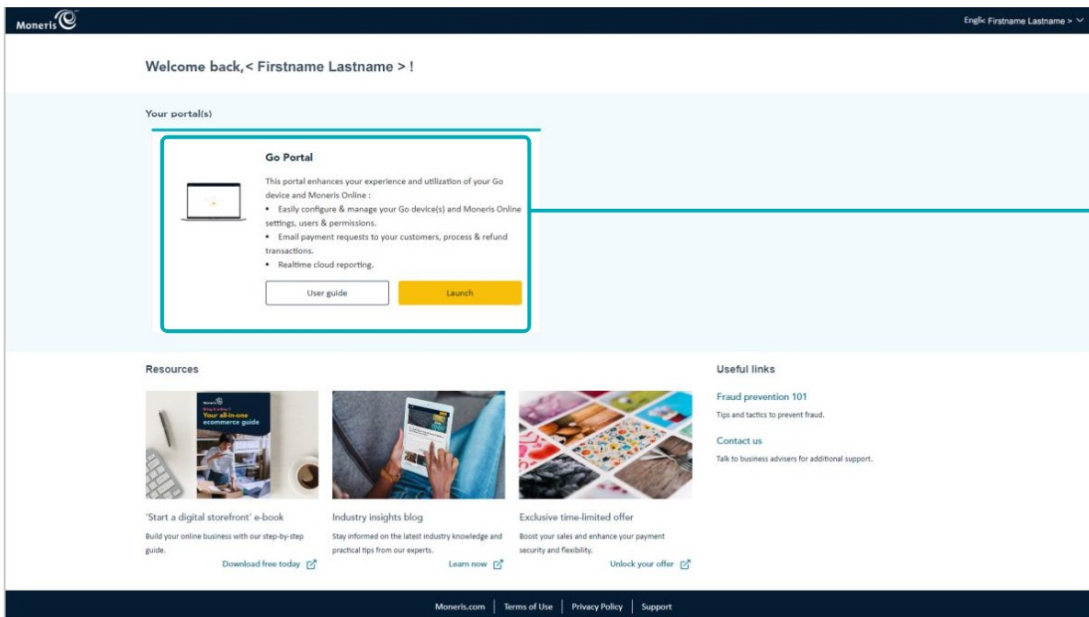 Moneris
Engli< Firstname Lastname >
Welcome back, < Firstname Lastname > !
Your portal(s)
Go Portal
This portal enhances your experience and utilization of your Go
device and Moneris Online :
• Easily configure & manage your Go device(s) and Moneris Online
settings, users & permissions.
• Email payment requests to your customers, process & refund
transactions.
• Realtime cloud reporting.
User guide
Launch
Resources
Your all-in-one
ecommerce guide
'Start a digital storefront' e-book
Build your online business with our step-by-step
guide.
Download free today
Industry insights blog
Stay informed on the latest industry knowledge and
practical tips from our experts.
Learn now
Exclusive time-limited offer
Boost your sales and enhance your payment
security and flexibility.
Unlock your offer
Useful links
Fraud prevention 101
Tips and tactics to prevent fraud.
Contact us
Talk to business advisers for additional support.
Moneris.com | Terms of Use | Privacy Policy | Support